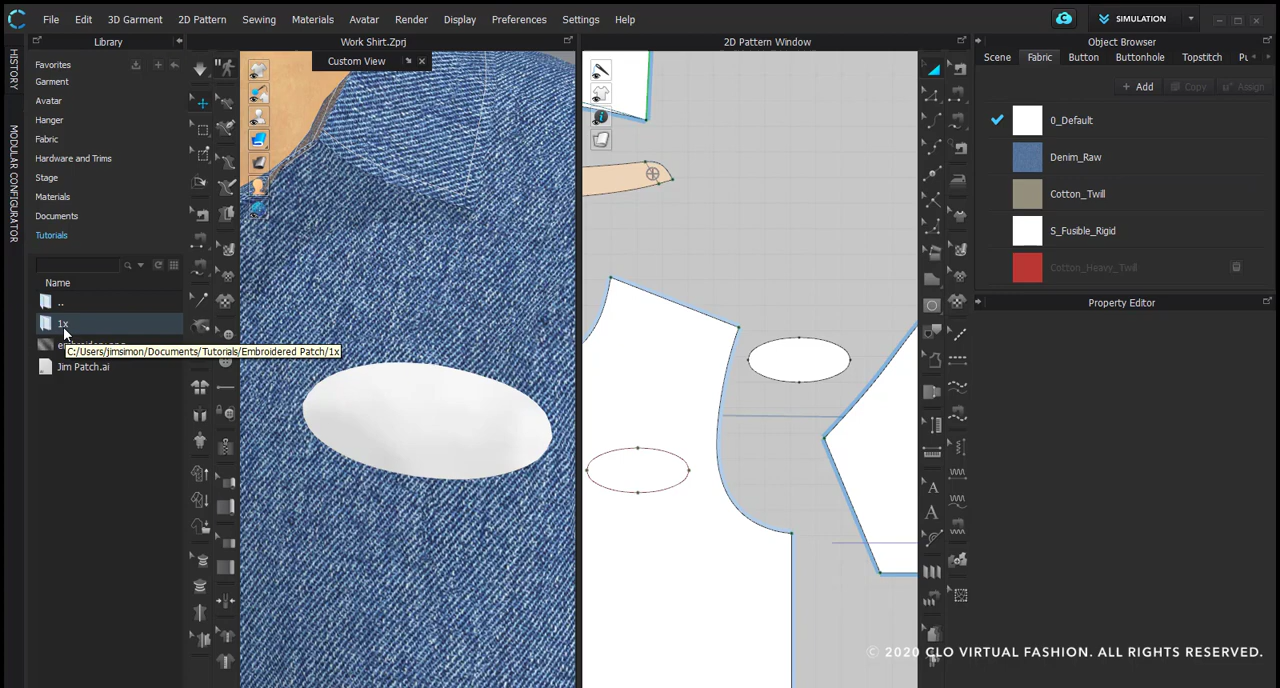 File Edit 3D Garment 2D Pattern Sewing Materials Avatar Render Display Preferences Settings Help
SIMULATION
HISTORY
MODULAR CONFIGURATOR
Library
Favorites
Garment
Avatar
Hanger
Fabric
Hardware and Trims
Stage
Materials
Documents
Tutorials
Name
..
1x
C:/Users/jimsimon/Documents/Tutorials/Embroidered Patch/1x
Jim Patch.ai
Work Shirt.Zprj
Custom View
2D Pattern Window
A
A
Object Browser
Scene Fabric Button Buttonhole Topstitch Pu
+ Add Copy Assign
0_Default
Denim_Raw
Cotton_Twill
S_Fusible_Rigid
Cotton_Heavy_Twill
Property Editor
© 2020 CLO VIRTUAL FASHION. ALL RIGHTS RESERVED.